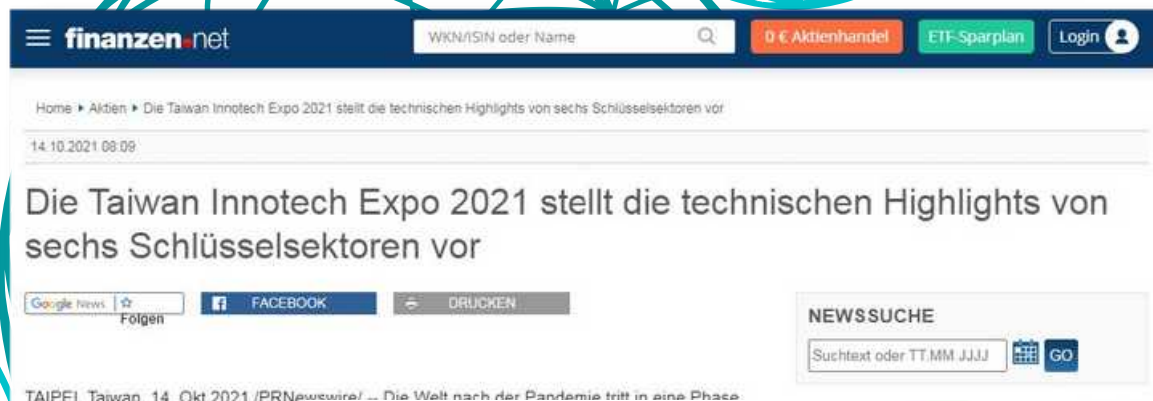 finanzen.net
WKN/ISIN oder Name
0 € Aktienhandel
ETF-Sparplan
Login
Home ▸ Aktien ▸ Die Taiwan Innotech Expo 2021 stellt die technischen Highlights von sechs Schlüsselsektoren vor
14.10.2021 08:09
Die Taiwan Innotech Expo 2021 stellt die technischen Highlights von
sechs Schlüsselsektoren vor
Google News
Folgen
FACEBOOK
DRUCKEN
NEWSSUCHE
Suchtext oder TT.MM.JJJJ
GO
TAIPEI, Taiwan, 14. Okt 2021 /PRNewswire/ -- Die Welt nach der Pandemie tritt in eine Phase